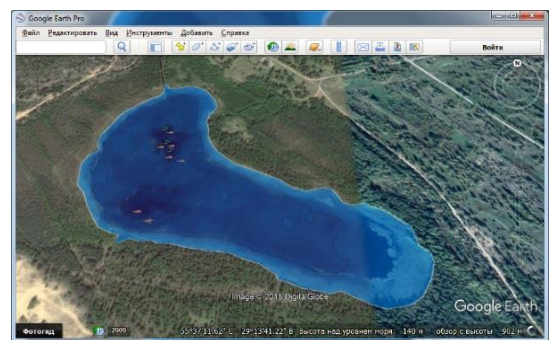 Google Earth Pro
Файл Редактировать Вид Инструменты Добавить Справка
Войти
N
Image © 2016 DigitalGlobe
Google Earth
Фотогид 2009 55°37'11.62" С 29°13'41.22" В Высота над уровнем моря: 140 м обзор с высоты 902 м